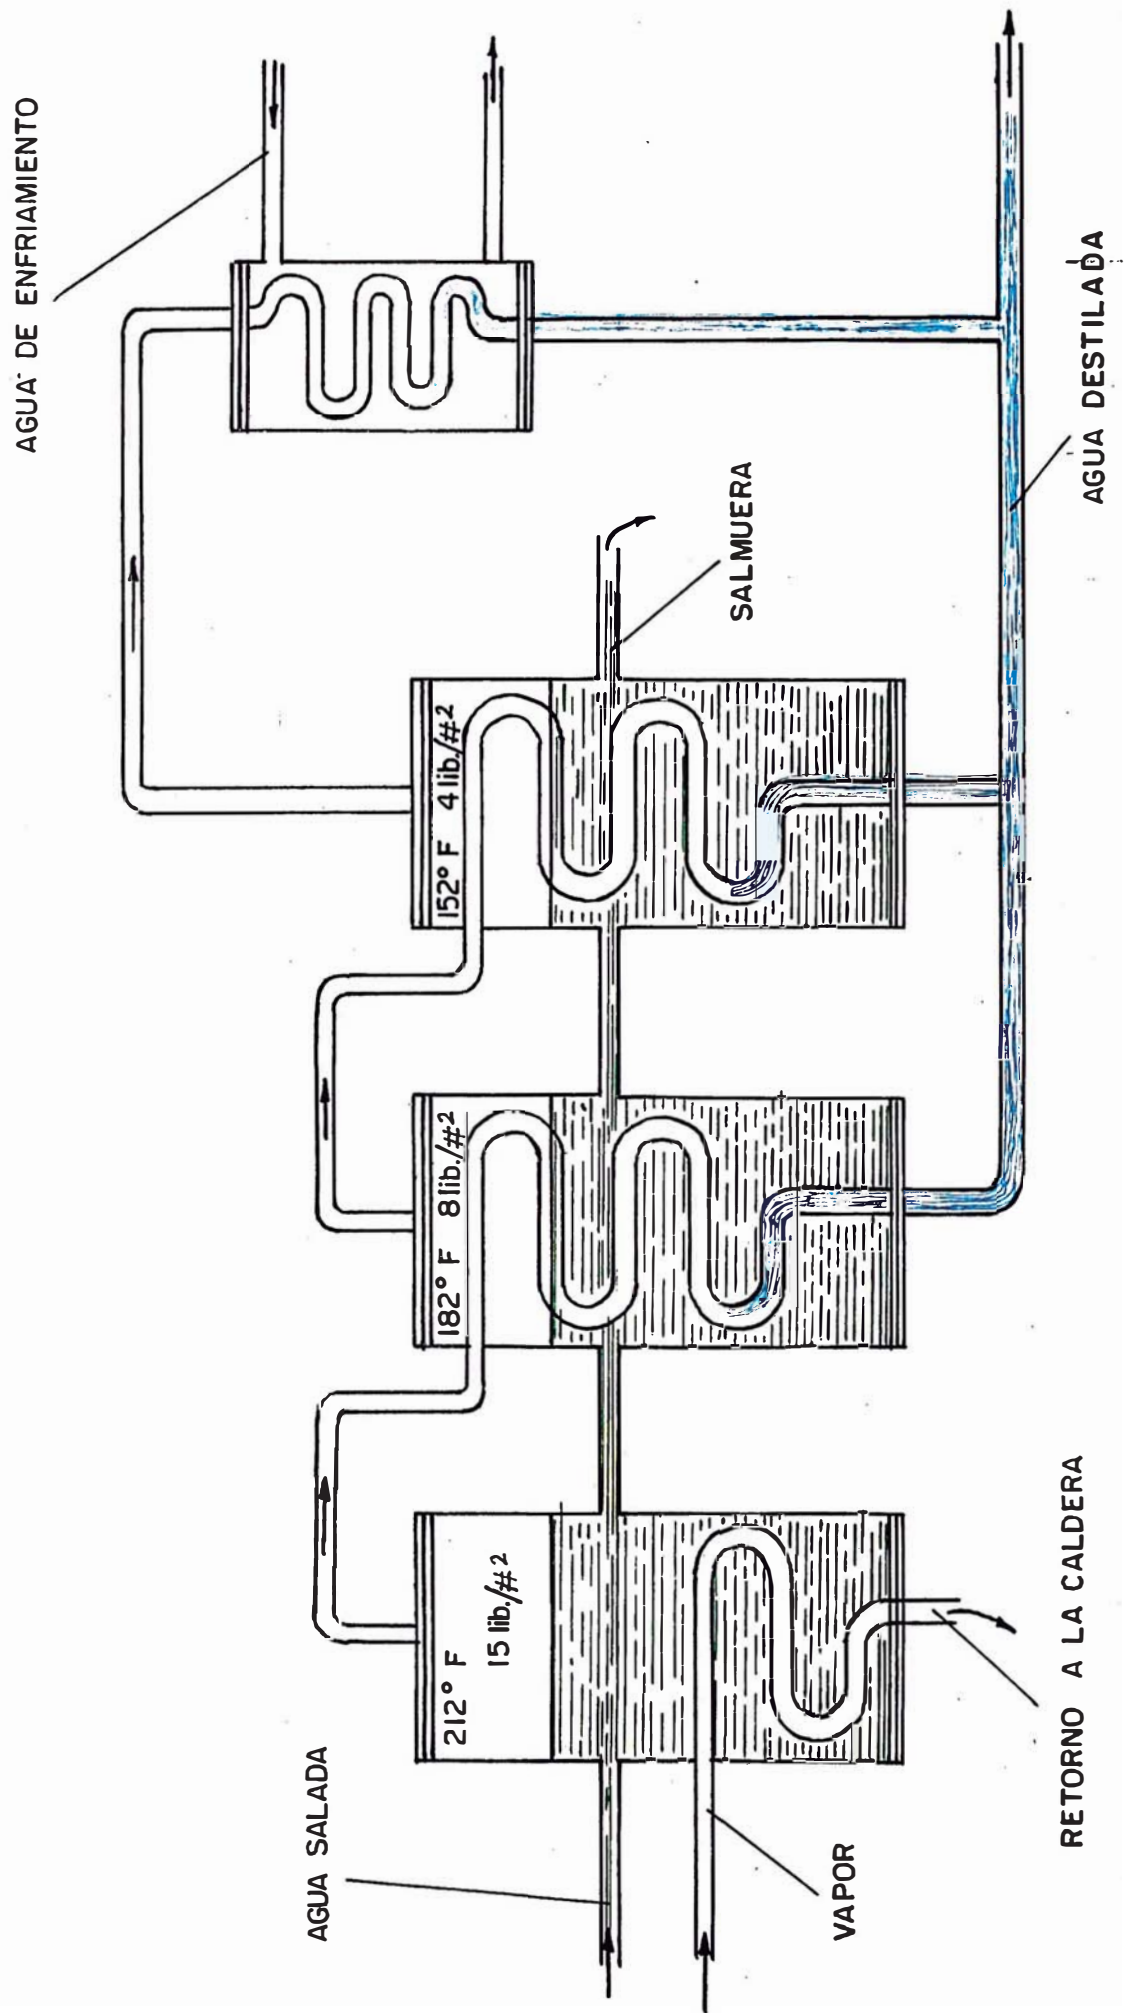 AGUA DE ENFRIAMIENTO
AGUA SALADA
212° F
15 lib./#²
182° F 8 lib./#²
152° F 4 lib./#²
SALMUERA
VAPOR
RETORNO A LA CALDERA
AGUA DESTILADA